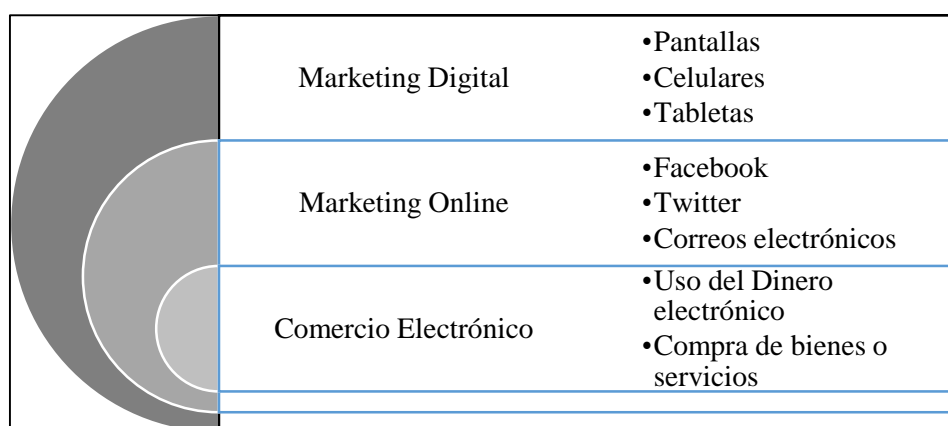 Marketing Digital
•Pantallas
•Celulares
•Tabletas
Marketing Online
•Facebook
•Twitter
•Correos electrónicos
Comercio Electrónico
•Uso del Dinero
electrónico
•Compra de bienes o
servicios